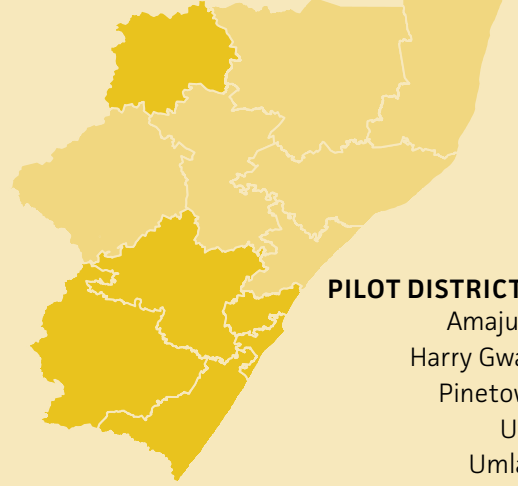 PILOT DISTRICT
Amaju
Harry Gwa
Pinetow
U
Umla